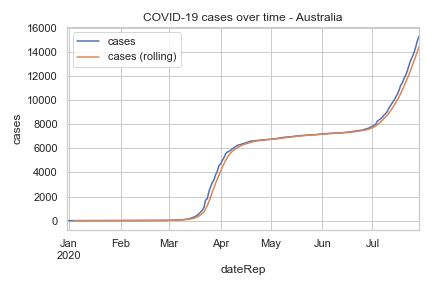 COVID-19 cases over time - Australia
cases
cases (rolling)
16000
14000
12000
10000
8000
6000
4000
2000
0
cases
Jan Feb Mar Apr May Jun Jul
2020
dateRep